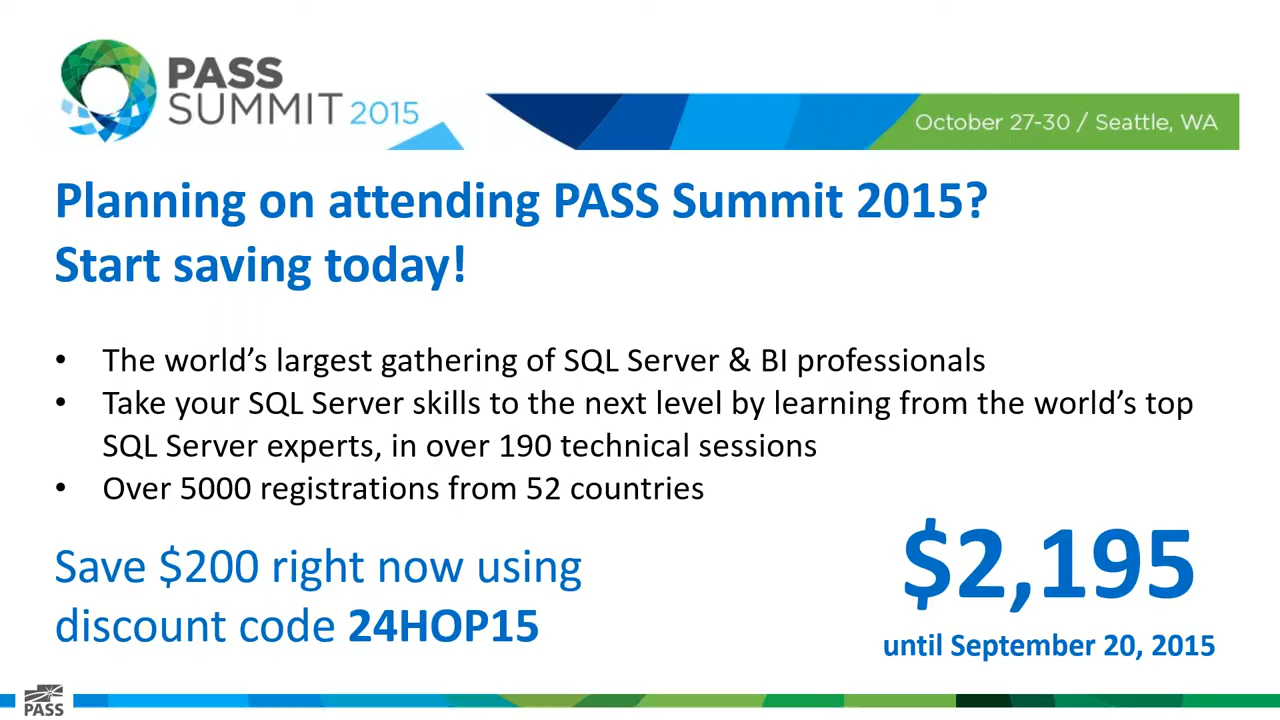 PASS
SUMMIT 2015
October 27-30 / Seattle, WA
Planning on attending PASS Summit 2015?
Start saving today!
• The world’s largest gathering of SQL Server & BI professionals
• Take your SQL Server skills to the next level by learning from the world’s top
SQL Server experts, in over 190 technical sessions
• Over 5000 registrations from 52 countries
Save $200 right now using
discount code 24HOP15
$2,195
until September 20, 2015
PASS